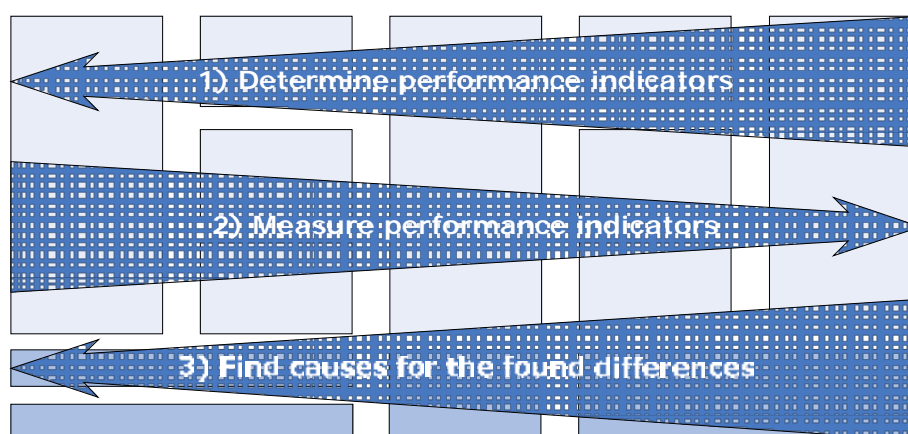 1) Determine performance indicators
2) Measure performance indicators
3) Find causes for the found differences